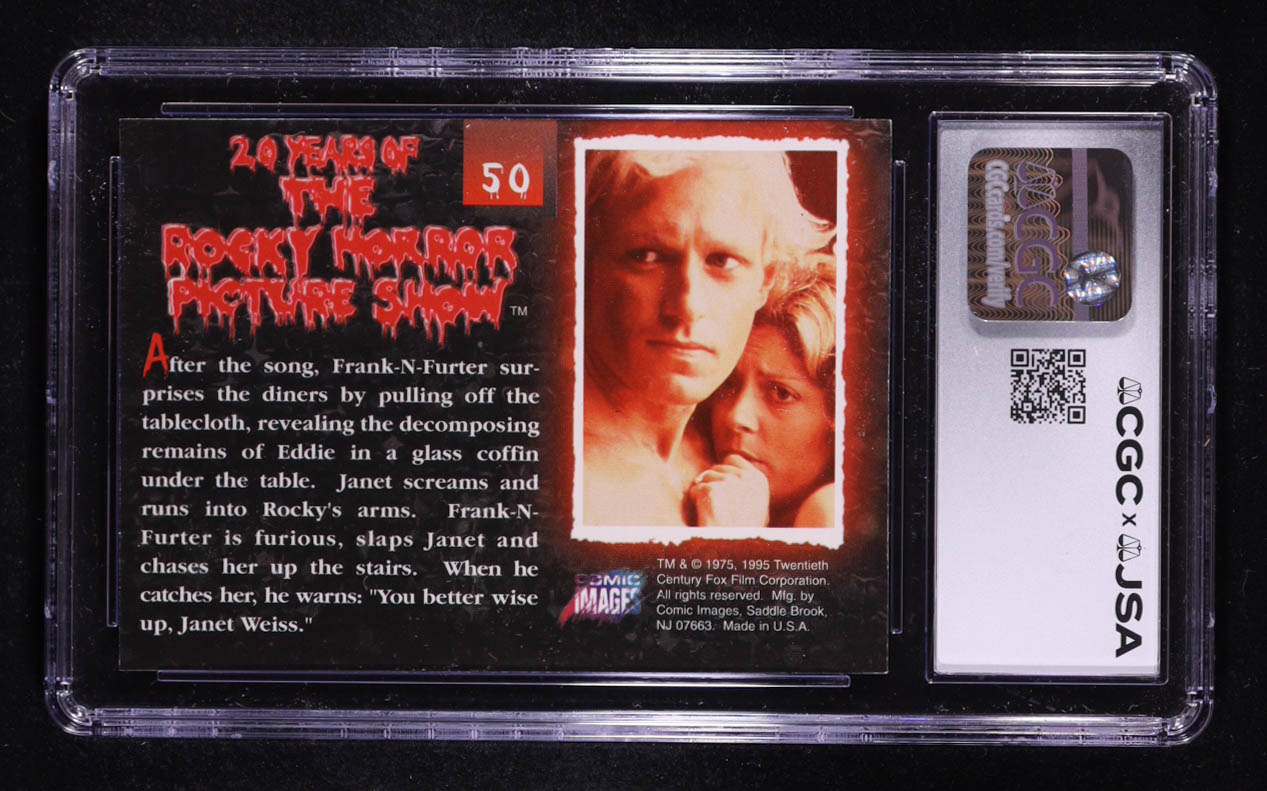 20 YEARS OF
THE
ROCKY HORROR
PICTURE SHOW™
50
After the song, Frank-N-Furter sur-
prises the diners by pulling off the
tablecloth, revealing the decomposing
remains of Eddie in a glass coffin
under the table. Janet screams and
runs into Rocky's arms. Frank-N-
Furter is furious, slaps Janet and
chases her up the stairs. When he
catches her, he warns: "You better wise
up, Janet Weiss."
COMIC
IMAGES
TM & © 1975, 1995 Twentieth
Century Fox Film Corporation.
All rights reserved. Mfg. by
Comic Images, Saddle Brook,
NJ 07663. Made in U.S.A.
CGC
CGC x JSA